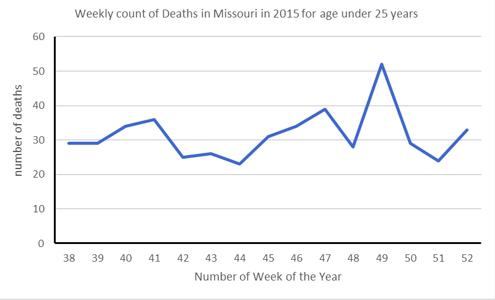 Weekly count of Deaths in Missouri in 2015 for age under 25 years
60
50
40
30
20
10
0
number of deaths
38 39 40 41 42 43 44 45 46 47 48 49 50 51 52
Number of Week of the Year